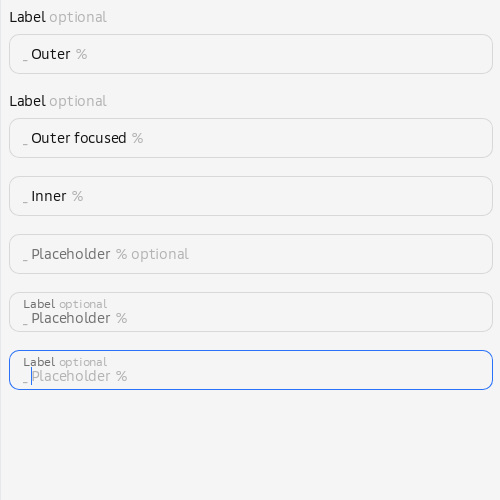 Label optional
_ Outer %
Label optional
_ Outer focused %
_ Inner %
_ Placeholder % optional
Label optional
_ Placeholder %
Label optional
_ Placeholder %